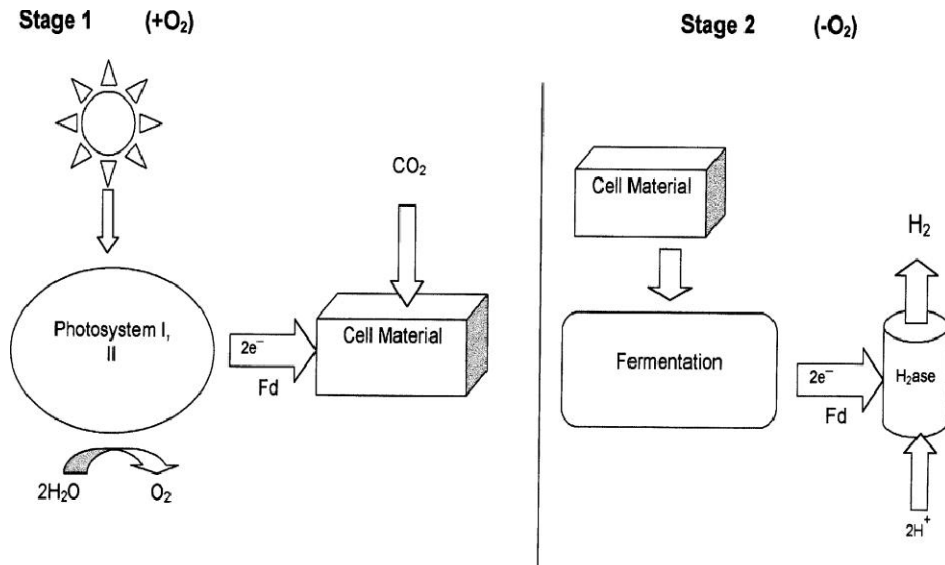 Stage 1 (+O₂)
Photosystem I,
II
2H₂O O₂
2e⁻
Fd
CO₂
Cell Material
Stage 2 (-O₂)
Cell Material
Fermentation
2e⁻
Fd
H₂
H₂ase
2H⁺